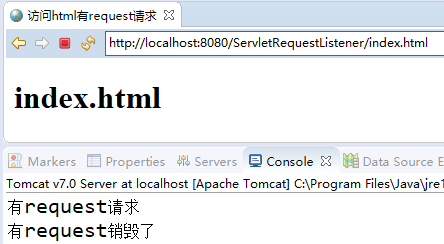 访问html有request请求
http://localhost:8080/ServletRequestListener/index.html
index.html
Markers Properties Servers Console Data Source E
Tomcat v7.0 Server at localhost [Apache Tomcat] C:\Program Files\Java\jre1
有request请求
有request销毁了